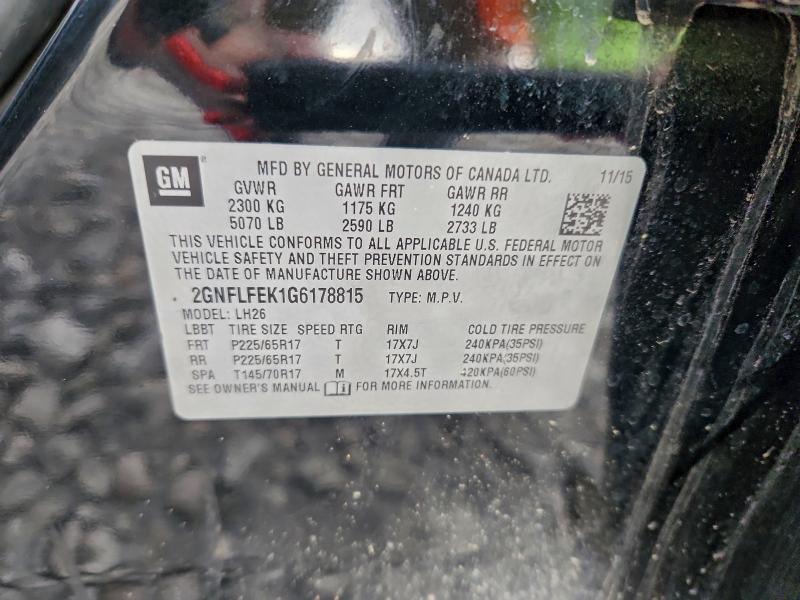 GM
MFD BY GENERAL MOTORS OF CANADA LTD. 11/15
GVWR GAWR FRT GAWR RR
2300 KG 1175 KG 1240 KG
5070 LB 2590 LB 2733 LB
THIS VEHICLE CONFORMS TO ALL APPLICABLE U.S. FEDERAL MOTOR
VEHICLE SAFETY AND THEFT PREVENTION STANDARDS IN EFFECT ON
THE DATE OF MANUFACTURE SHOWN ABOVE.
2GNFLFEK1G6178815 TYPE: M.P.V.
MODEL: LH26
LBBT TIRE SIZE SPEED RTG RIM COLD TIRE PRESSURE
FRT P225/65R17 T 17X7J 240KPA(35PSI)
RR P225/65R17 T 17X7J 240KPA(35PSI)
SPA T145/70R17 M 17X4.5T 420KPA(60PSI)
SEE OWNER'S MANUAL FOR MORE INFORMATION.